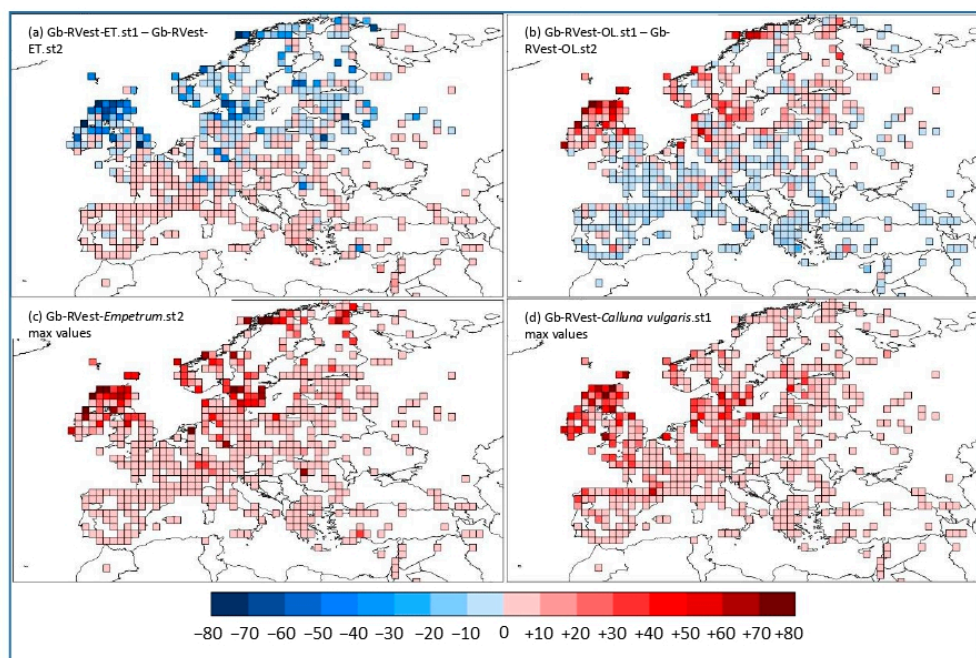 (a) Gb-RVest-ET.st1 – Gb-RVest-
ET.st2
(b) Gb-RVest-OL.st1 – Gb-
RVest-OL.st2
(c) Gb-RVest-Empetrum.st2
max values
(d) Gb-RVest-Calluna vulgaris.st1
max values
−80 −70 −60 −50 −40 −30 −20 −10 0 +10 +20 +30 +40 +50 +60 +70 +80